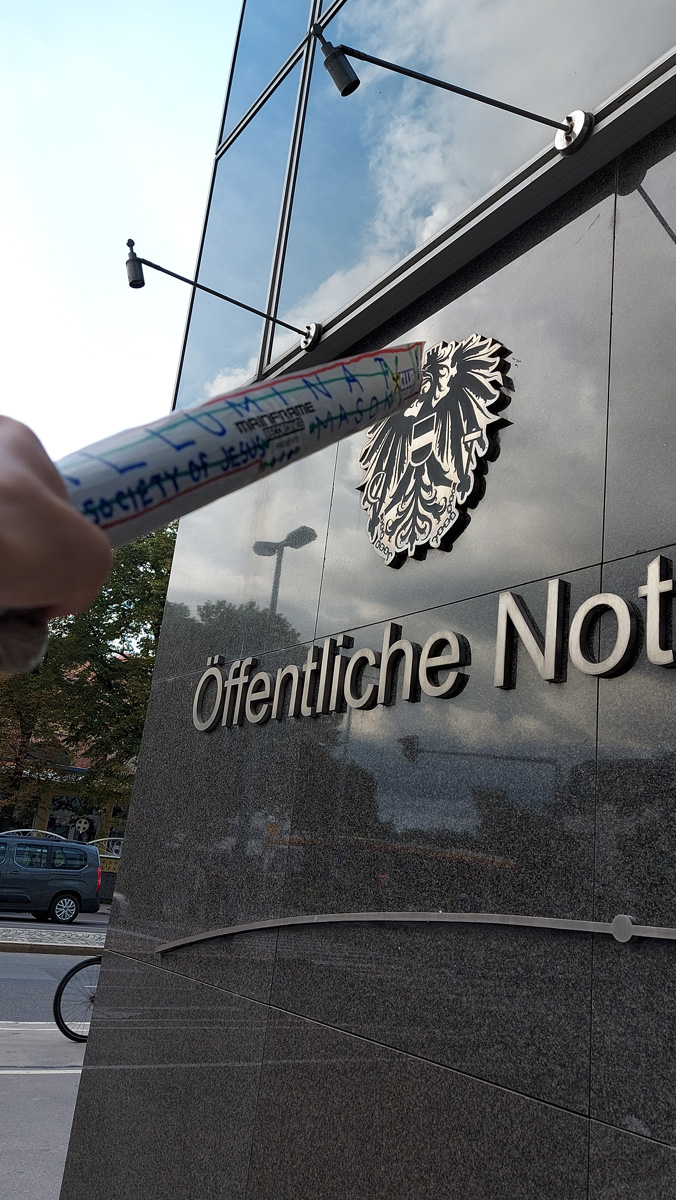 ILLUMINATI
MAINFRAME
MASON
SOCIETY OF JESUS
Öffentliche Not